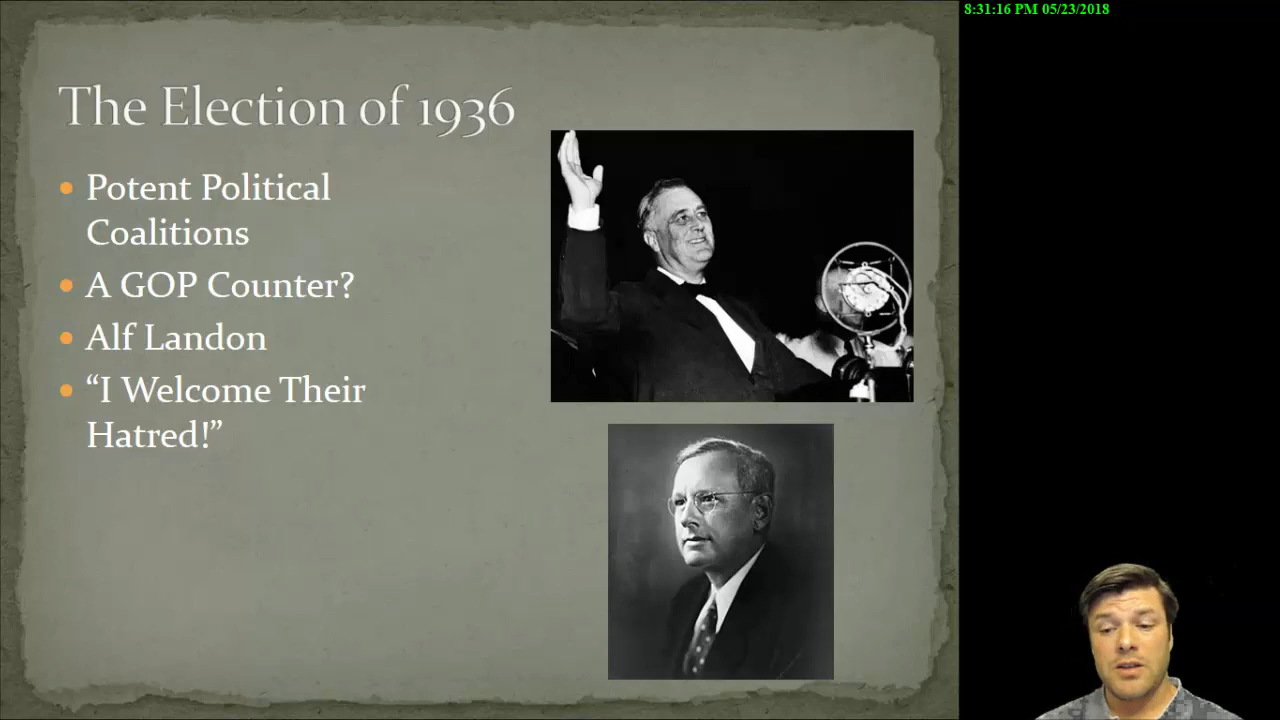 8:31:16 PM 05/23/2018
The Election of 1936
• Potent Political
Coalitions
• A GOP Counter?
• Alf Landon
• “I Welcome Their
Hatred!”